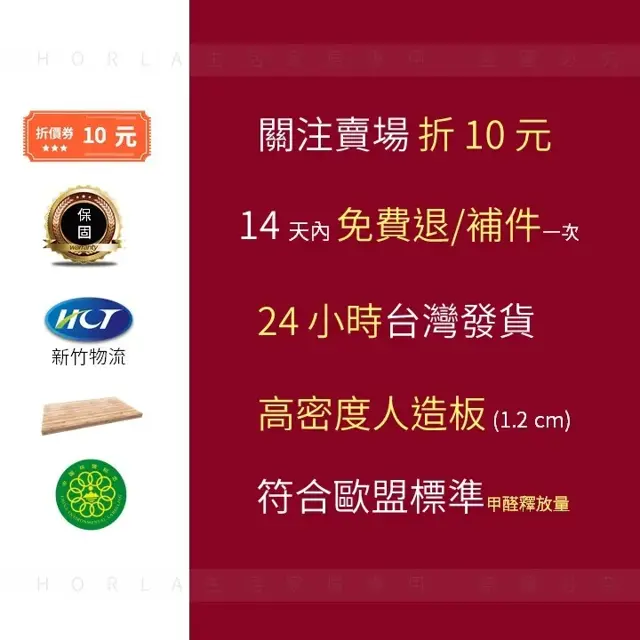 HORLA
折價券 10 元
關注賣場 折 10 元
保固
warranty
14 天內 免費退/補件一次
HCT
新竹物流
24 小時台灣發貨
高密度人造板 (1.2 cm)
符合歐盟標準甲醛釋放量
HORLA